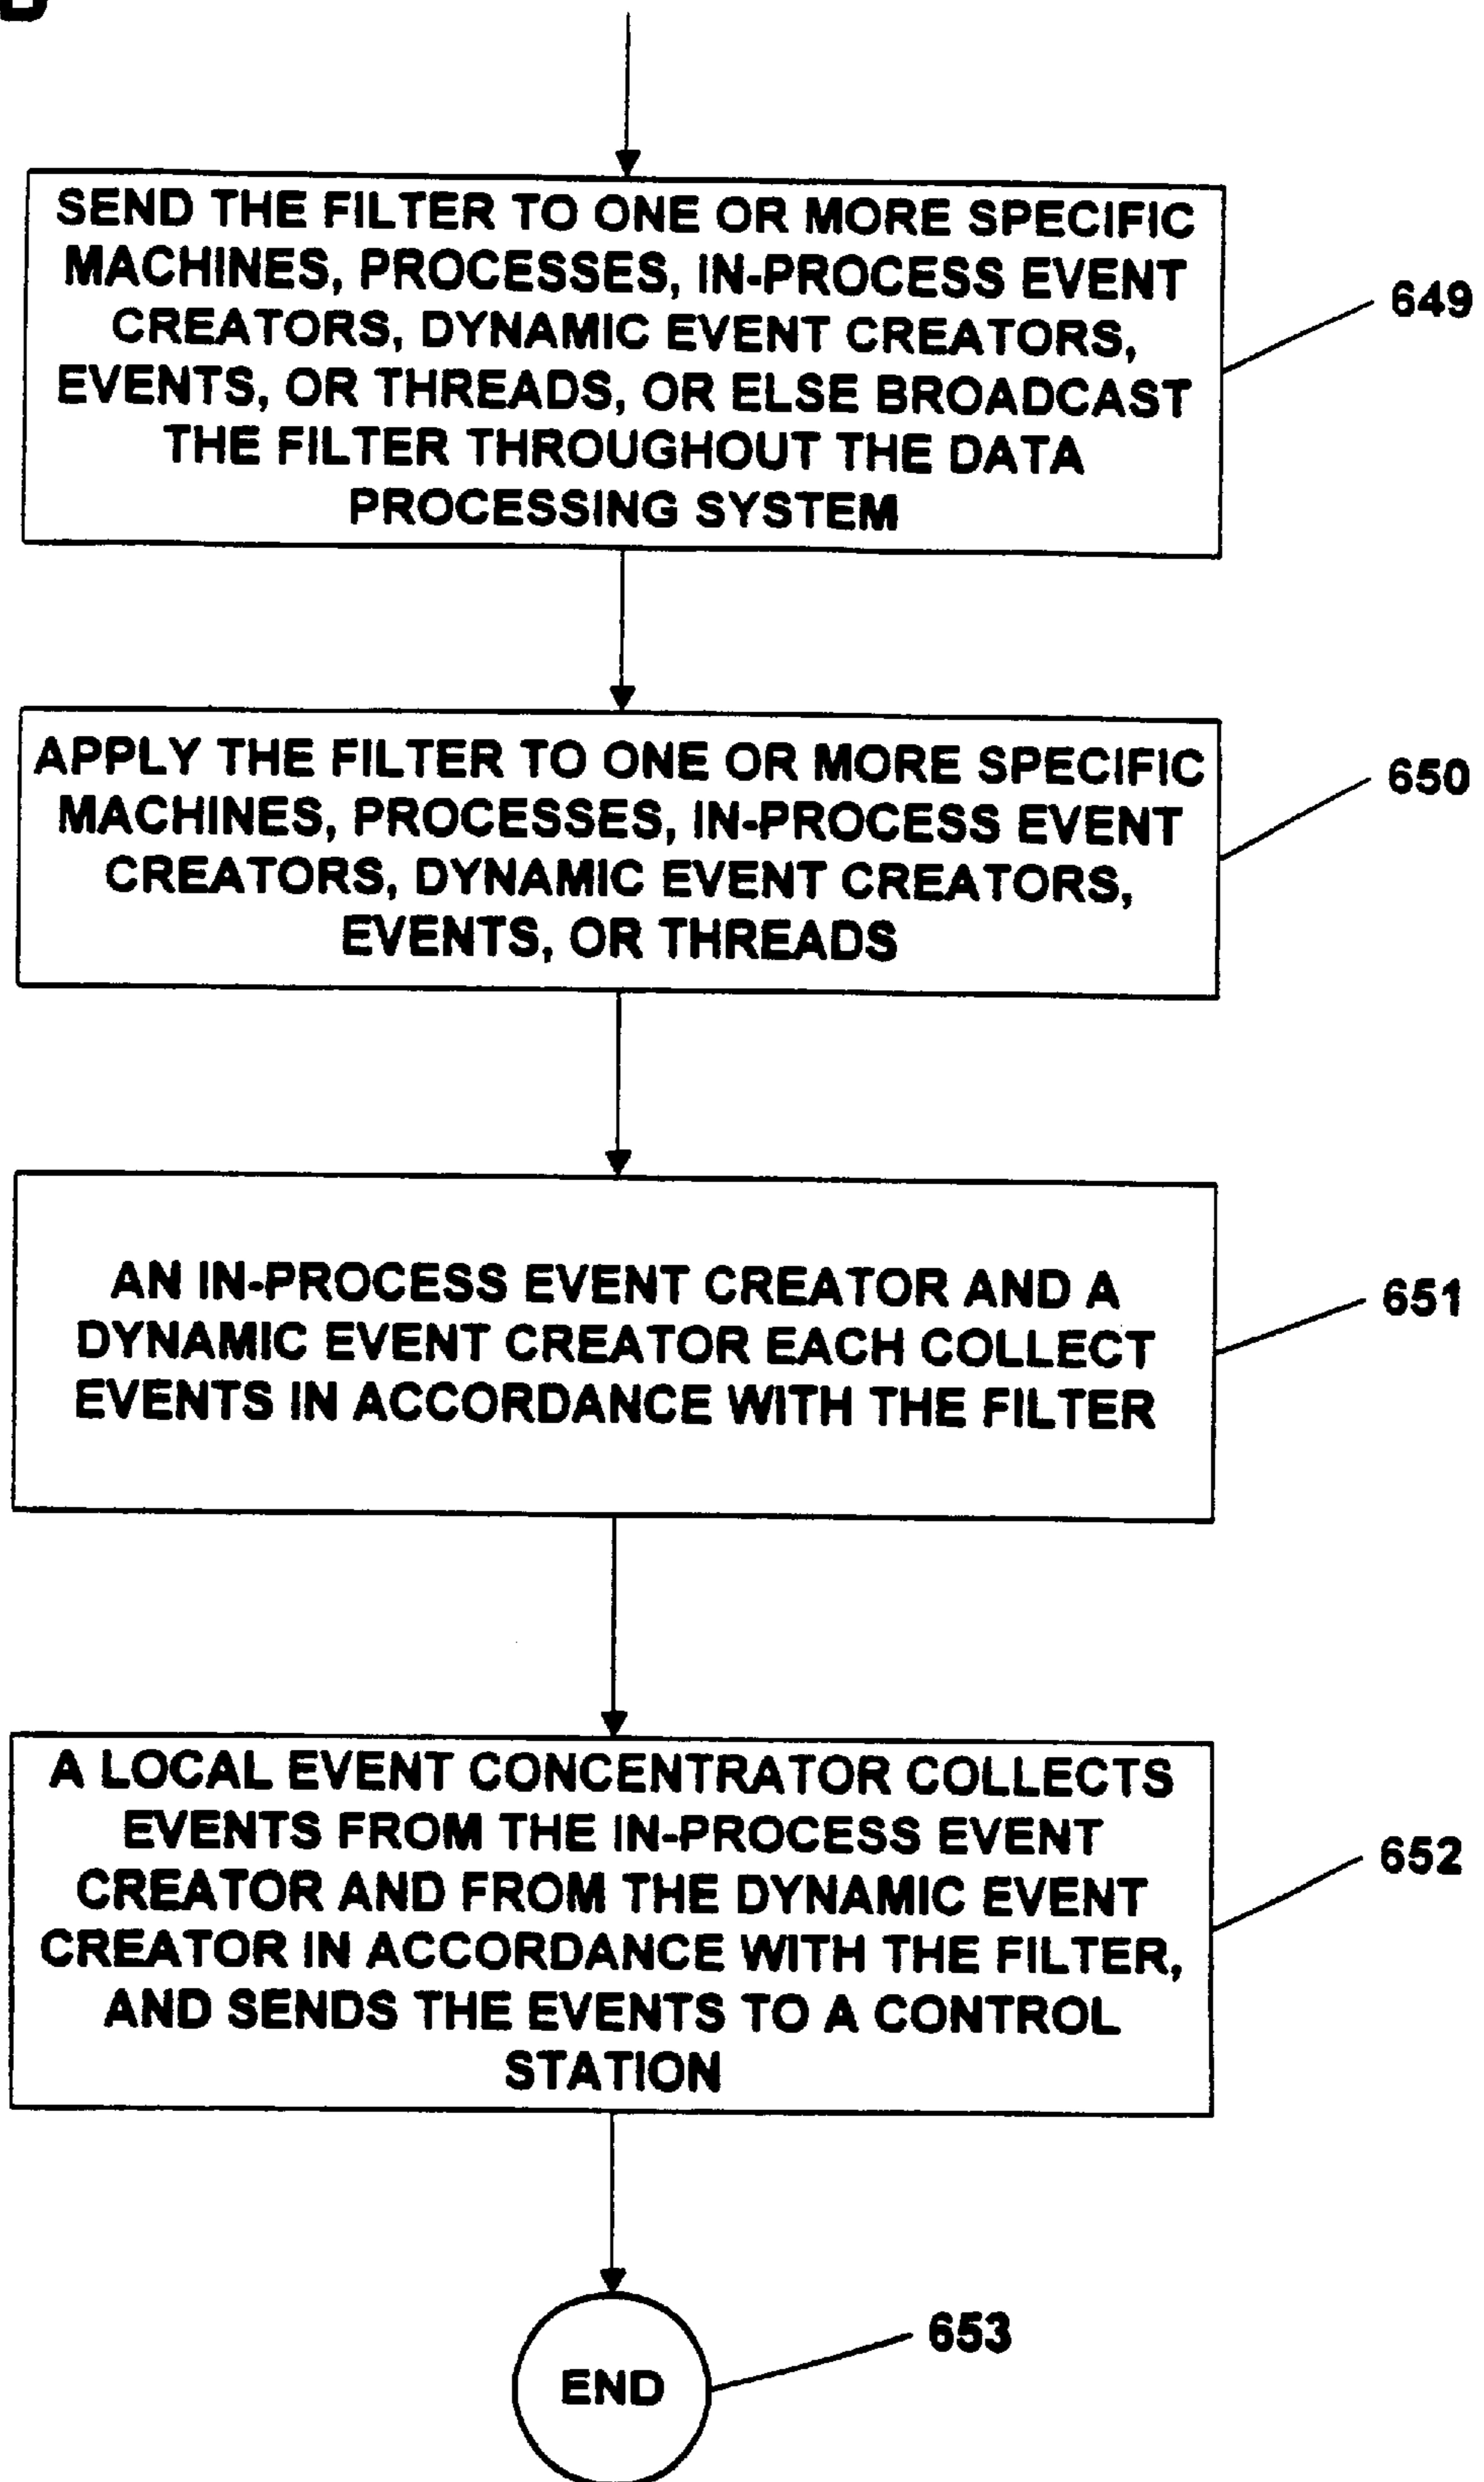 SEND THE FILTER TO ONE OR MORE SPECIFIC
MACHINES, PROCESSES, IN-PROCESS EVENT
CREATORS, DYNAMIC EVENT CREATORS,
EVENTS, OR THREADS, OR ELSE BROADCAST
THE FILTER THROUGHOUT THE DATA
PROCESSING SYSTEM
649
APPLY THE FILTER TO ONE OR MORE SPECIFIC
MACHINES, PROCESSES, IN-PROCESS EVENT
CREATORS, DYNAMIC EVENT CREATORS,
EVENTS, OR THREADS
650
AN IN-PROCESS EVENT CREATOR AND A
DYNAMIC EVENT CREATOR EACH COLLECT
EVENTS IN ACCORDANCE WITH THE FILTER
651
A LOCAL EVENT CONCENTRATOR COLLECTS
EVENTS FROM THE IN-PROCESS EVENT
CREATOR AND FROM THE DYNAMIC EVENT
CREATOR IN ACCORDANCE WITH THE FILTER,
AND SENDS THE EVENTS TO A CONTROL
STATION
652
END
653